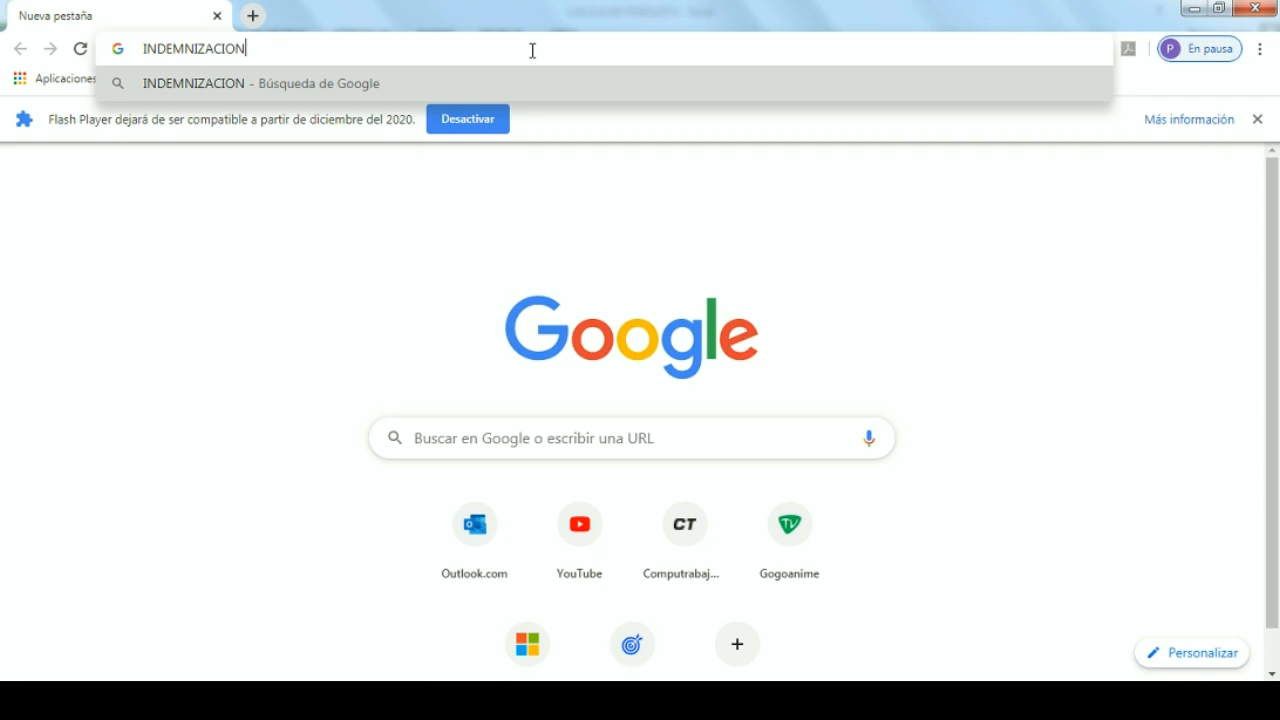 Nueva pestaña
INDEMNIZACION
En pausa
INDEMNIZACION - Búsqueda de Google
Aplicaciones
Flash Player dejará de ser compatible a partir de diciembre del 2020.
Desactivar
Más información
Google
Buscar en Google o escribir una URL
CT
TV
Outlook.com
YouTube
Computrabaj...
Gogoanime
Personalizar